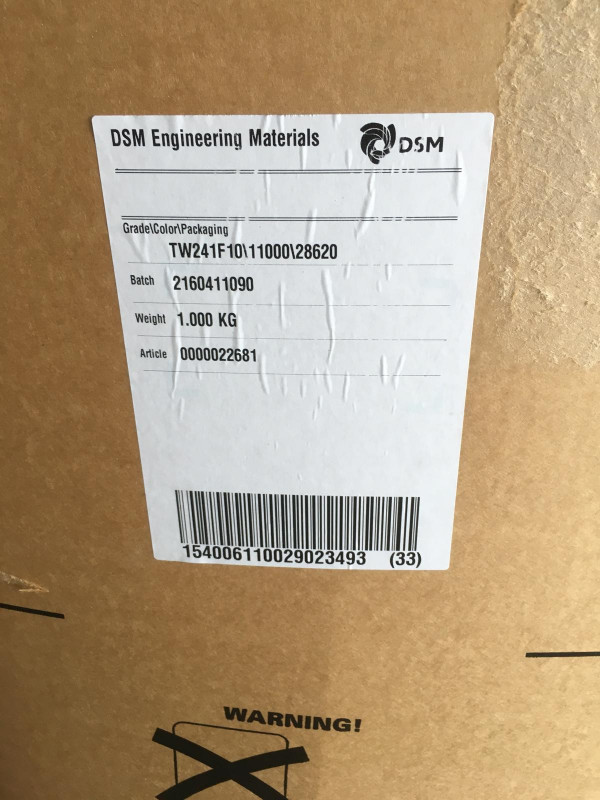 DSM Engineering Materials DSM
Grade\Color\Packaging
TW241F10\11000\28620
Batch 2160411090
Weight 1.000 KG
Article 0000022681
154006110029023493 (33)
WARNING!